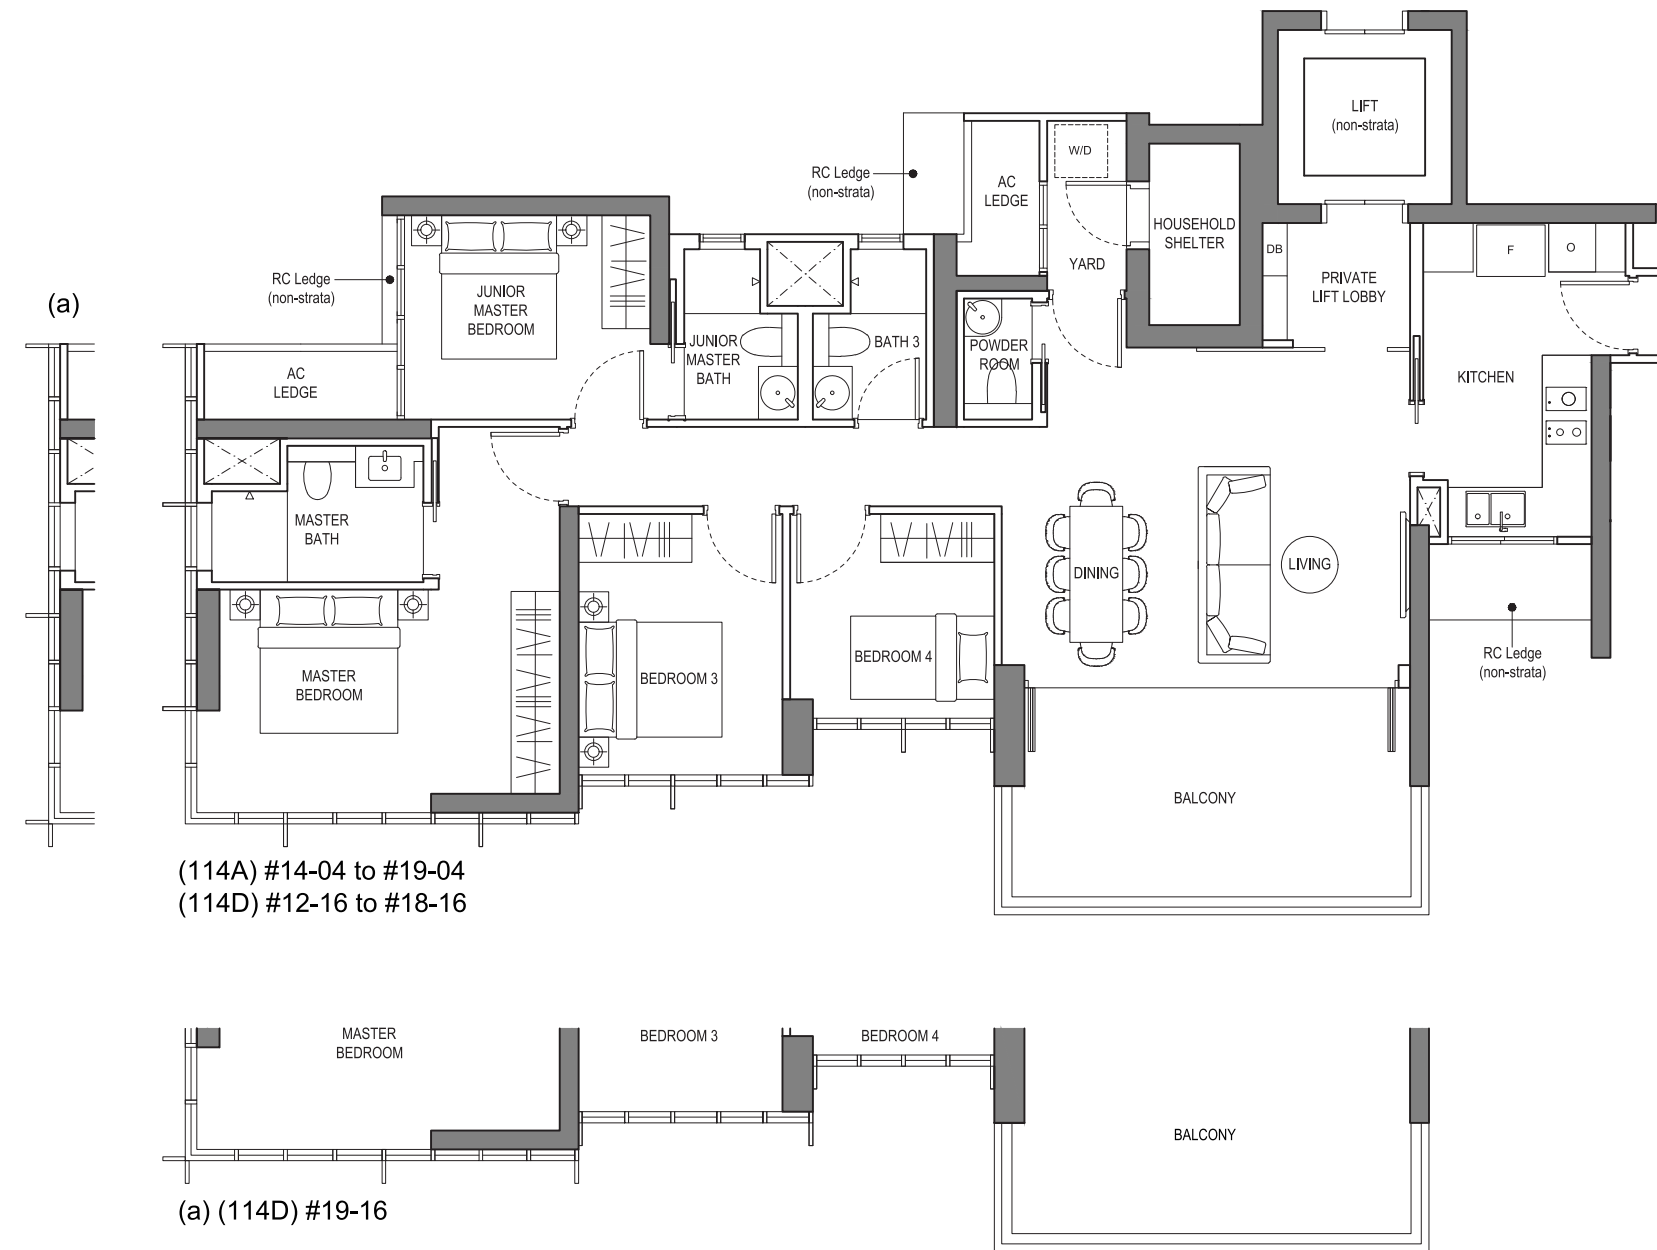 LIFT
(non-strata)
W/D
RC Ledge
(non-strata)
AC
LEDGE
HOUSEHOLD
SHELTER
DB
F
O
YARD
PRIVATE
LIFT LOBBY
RC Ledge
(non-strata)
JUNIOR
MASTER
BEDROOM
(a)
JUNIOR
MASTER
BATH
BATH 3
POWDER
ROOM
AC
LEDGE
KITCHEN
MASTER
BATH
DINING
LIVING
BEDROOM 4
BEDROOM 3
MASTER
BEDROOM
RC Ledge
(non-strata)
BALCONY
(114A) #14-04 to #19-04
(114D) #12-16 to #18-16
MASTER
BEDROOM
BEDROOM 3
BEDROOM 4
BALCONY
(a) (114D) #19-16